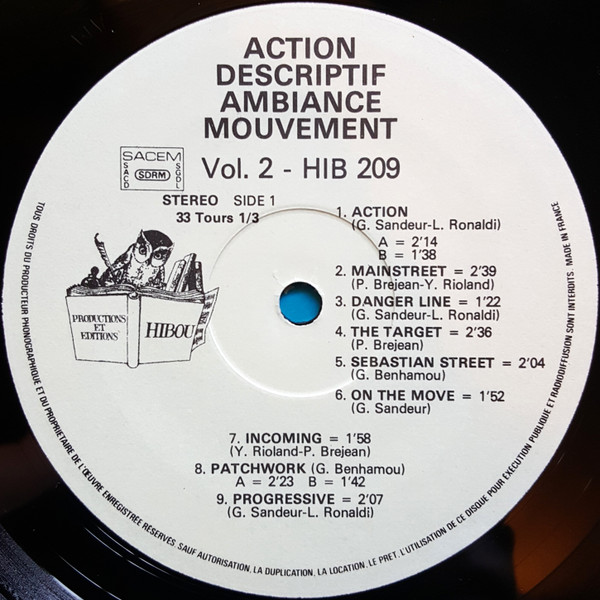 ACTION
DESCRIPTIF
AMBIANCE
MOUVEMENT
Vol. 2 - HIB 209
SACEM
SACD
SDRM
SGDL
STEREO SIDE 1
33 Tours 1/3
PRODUCTIONS
ET
EDITIONS
HIBOU
1. ACTION
(G. Sandeur-L. Ronaldi)
A = 2'14
B = 1'38
2. MAINSTREET = 2'39
(P. Brejean-Y. Rioland)
3. DANGER LINE = 1'22
(G. Sandeur-L. Ronaldi)
4. THE TARGET = 2'36
(P. Brejean)
5. SEBASTIAN STREET = 2'04
(G. Benhamou)
6. ON THE MOVE = 1'52
(G. Sandeur)
7. INCOMING = 1'58
(Y. Rioland-P. Brejean)
8. PATCHWORK (G. Benhamou)
A = 2'23 B = 1'42
9. PROGRESSIVE = 2'07
(G. Sandeur-L. Ronaldi)
TOUS DROITS DU PRODUCTEUR PHONOGRAPHIQUE ET DU PROPRIETAIRE DE L'ŒUVRE ENREGISTREE RESERVES. SAUF AUTORISATION, LA DUPLICATION, LA LOCATION, LE PRET, L'UTILISATION DE CE DISQUE POUR EXECUTION PUBLIQUE ET RADIODIFFUSION SONT INTERDITS. MADE IN FRANCE